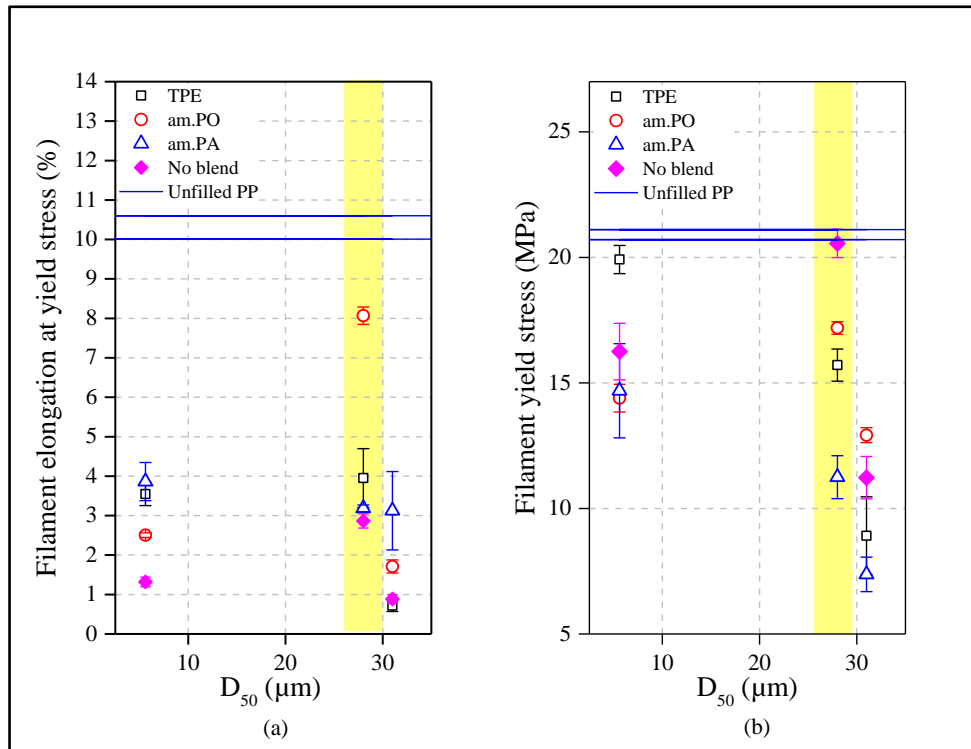 Filament elongation at yield stress (%)
14
13
12
11
10
9
8
7
6
5
4
3
2
1
0
TPE
am.PO
am.PA
No blend
Unfilled PP
10
20
30
D50 (µm)
(a)
Filament yield stress (MPa)
25
20
15
10
5
TPE
am.PO
am.PA
No blend
Unfilled PP
10
20
30
D50 (µm)
(b)